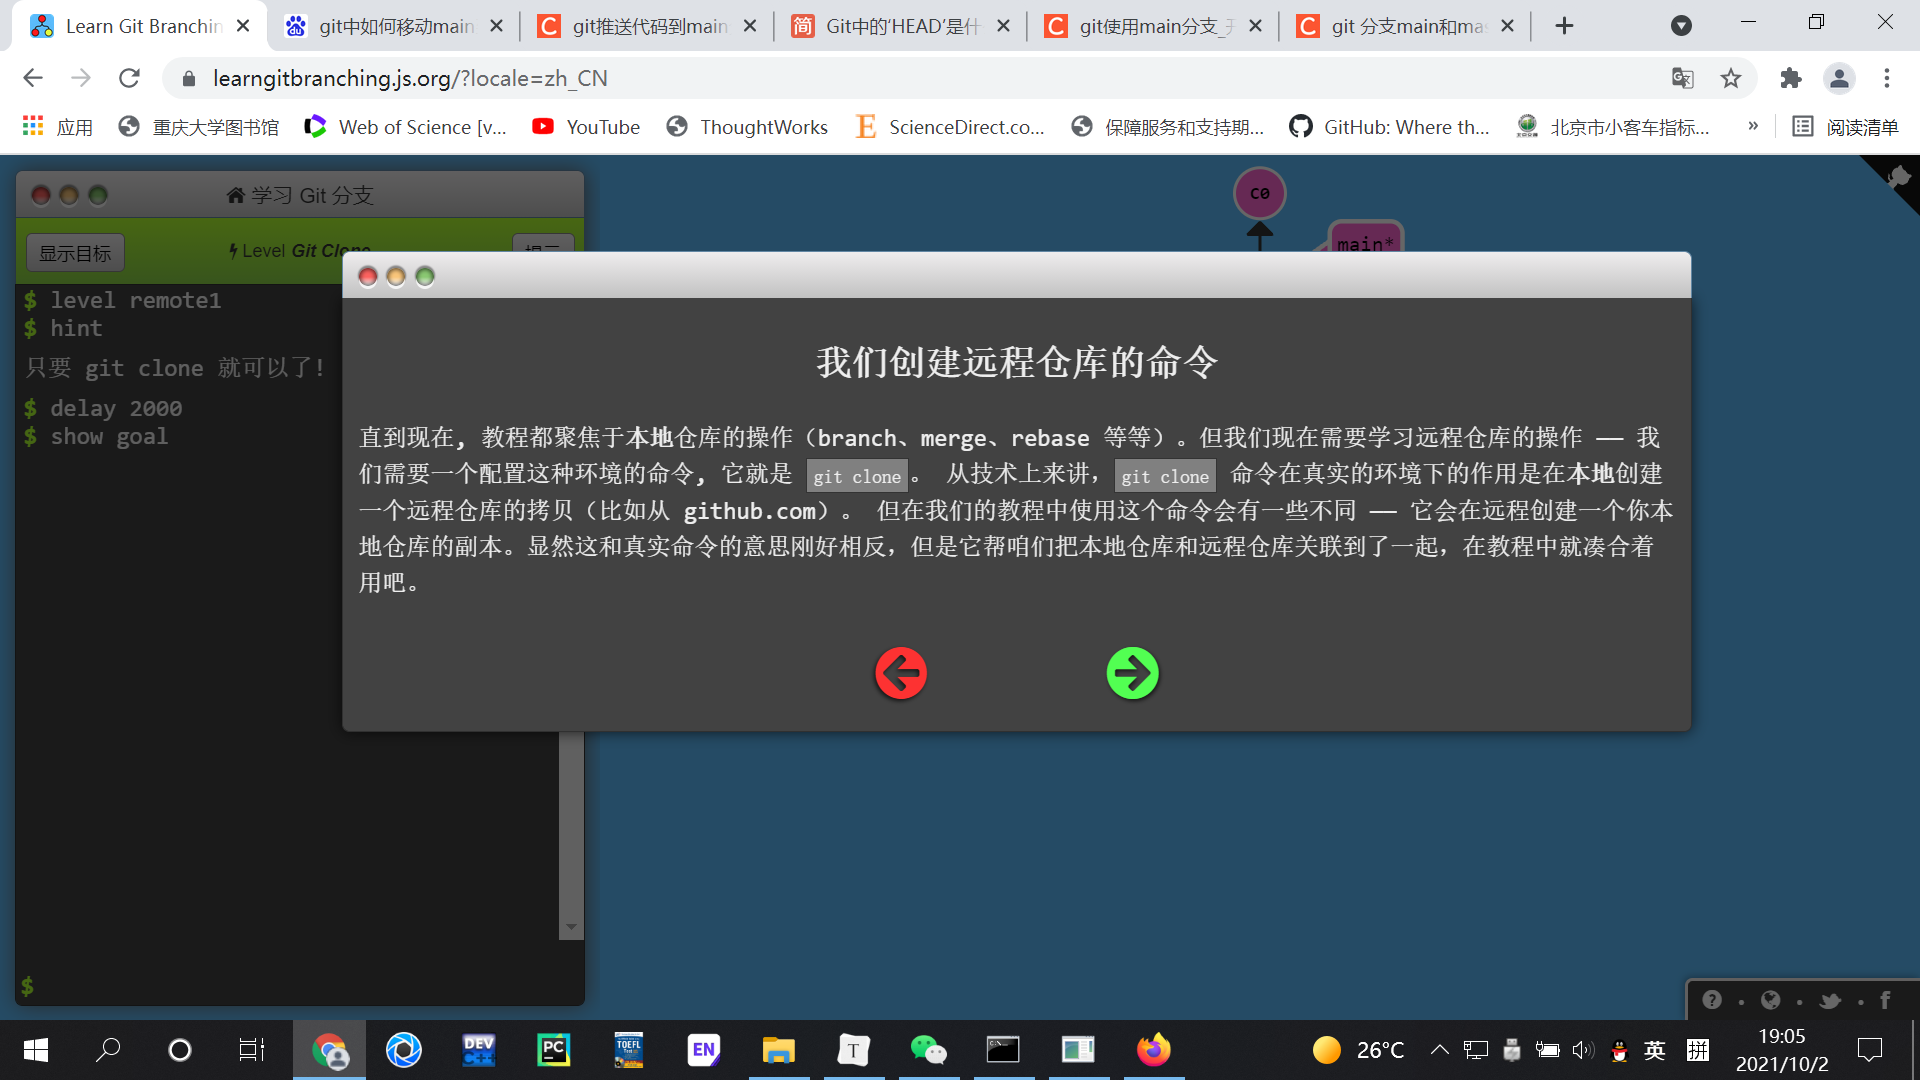 Learn Git Branchin
git中如何移动main
git推送代码到main
Git中的‘HEAD’是什
git使用main分支_
git 分支main和mas
learngitbranching.js.org/?locale=zh_CN
应用
重庆大学图书馆
Web of Science [v...
YouTube
ThoughtWorks
ScienceDirect.co...
保障服务和支持期...
GitHub: Where th...
北京市小客车指标...
»
阅读清单
学习 Git 分支
显示目标
Level Git Clone
$ level remote1
$ hint
只要 git clone 就可以了！
$ delay 2000
$ show goal
$
C0
main*
我们创建远程仓库的命令
直到现在, 教程都聚焦于本地仓库的操作（branch、merge、rebase 等等）。但我们现在需要学习远程仓库的操作 —— 我
们需要一个配置这种环境的命令, 它就是 git clone。 从技术上来讲，git clone 命令在真实的环境下的作用是在本地创建
一个远程仓库的拷贝（比如从 github.com）。 但在我们的教程中使用这个命令会有一些不同 —— 它会在远程创建一个你本
地仓库的副本。显然这和真实命令的意思刚好相反，但是它帮咱们把本地仓库和远程仓库关联到了一起，在教程中就凑合着
用吧。
DEV C++
PC
TOEFL
EN
T
26°C
英
拼
19:05
2021/10/2